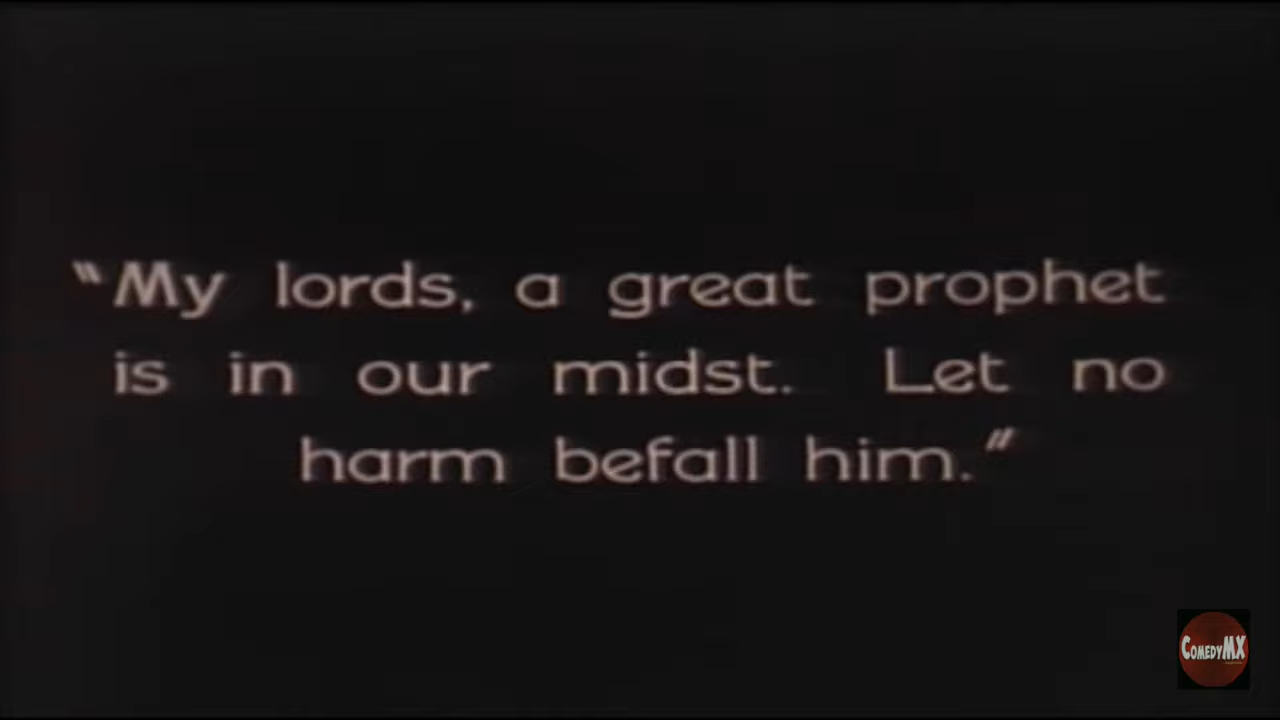 "My lords, a great prophet
is in our midst. Let no
harm befall him."
ComedyMX